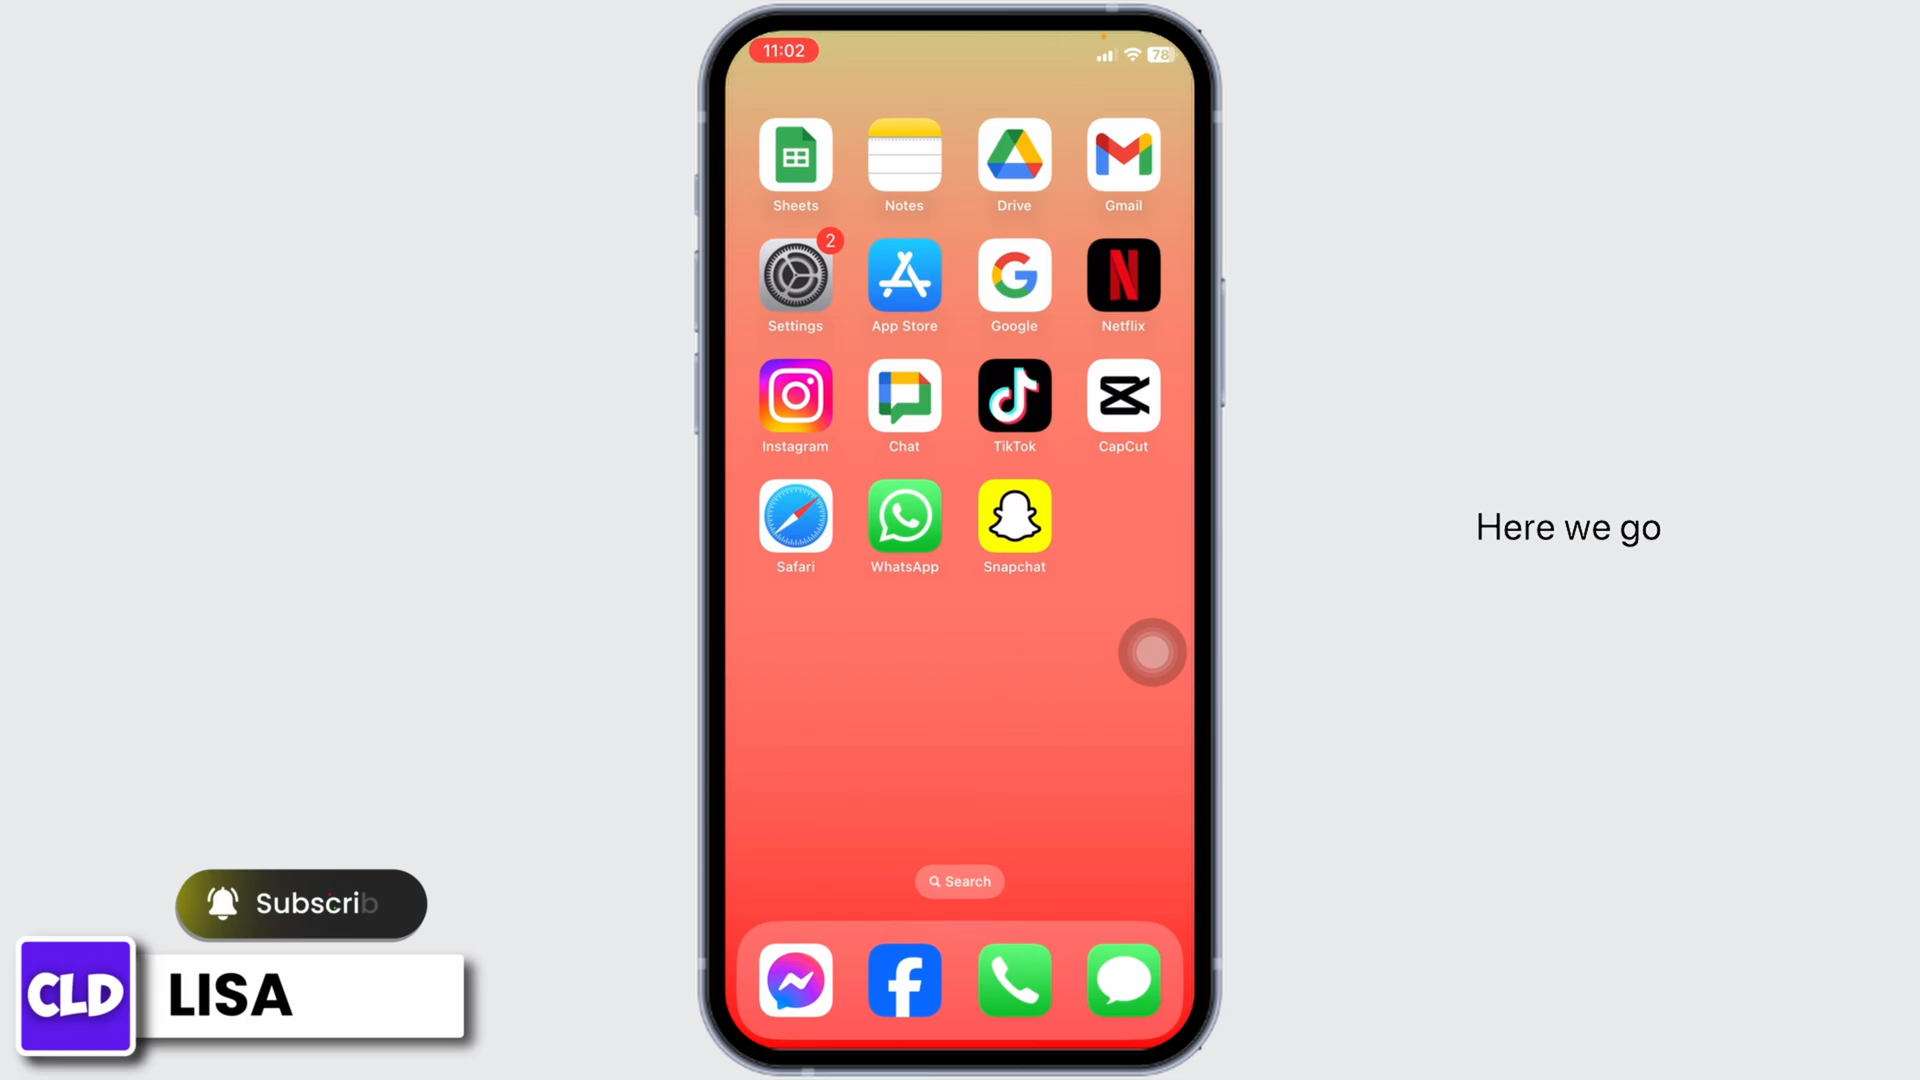 11:02
78
Sheets
Notes
Drive
Gmail
2
Settings
App Store
Google
Netflix
Instagram
Chat
TikTok
CapCut
Safari
WhatsApp
Snapchat
Here we go
Search
Subscrib
CLD
LISA